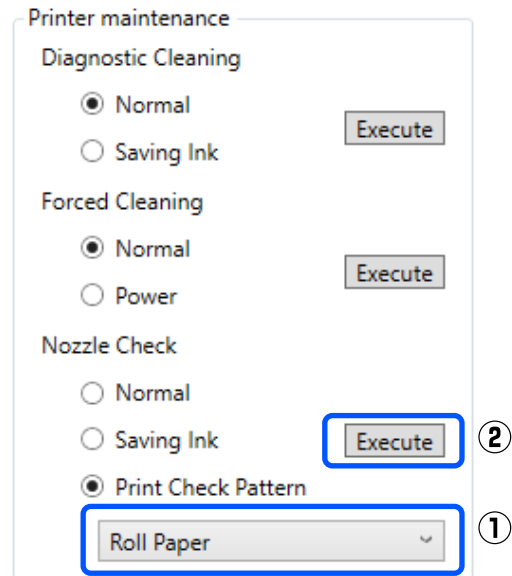 Printer maintenance
Diagnostic Cleaning
Normal
Execute
Saving Ink
Forced Cleaning
Normal
Execute
Power
Nozzle Check
Normal
Saving Ink
Execute
②
Print Check Pattern
Roll Paper
①